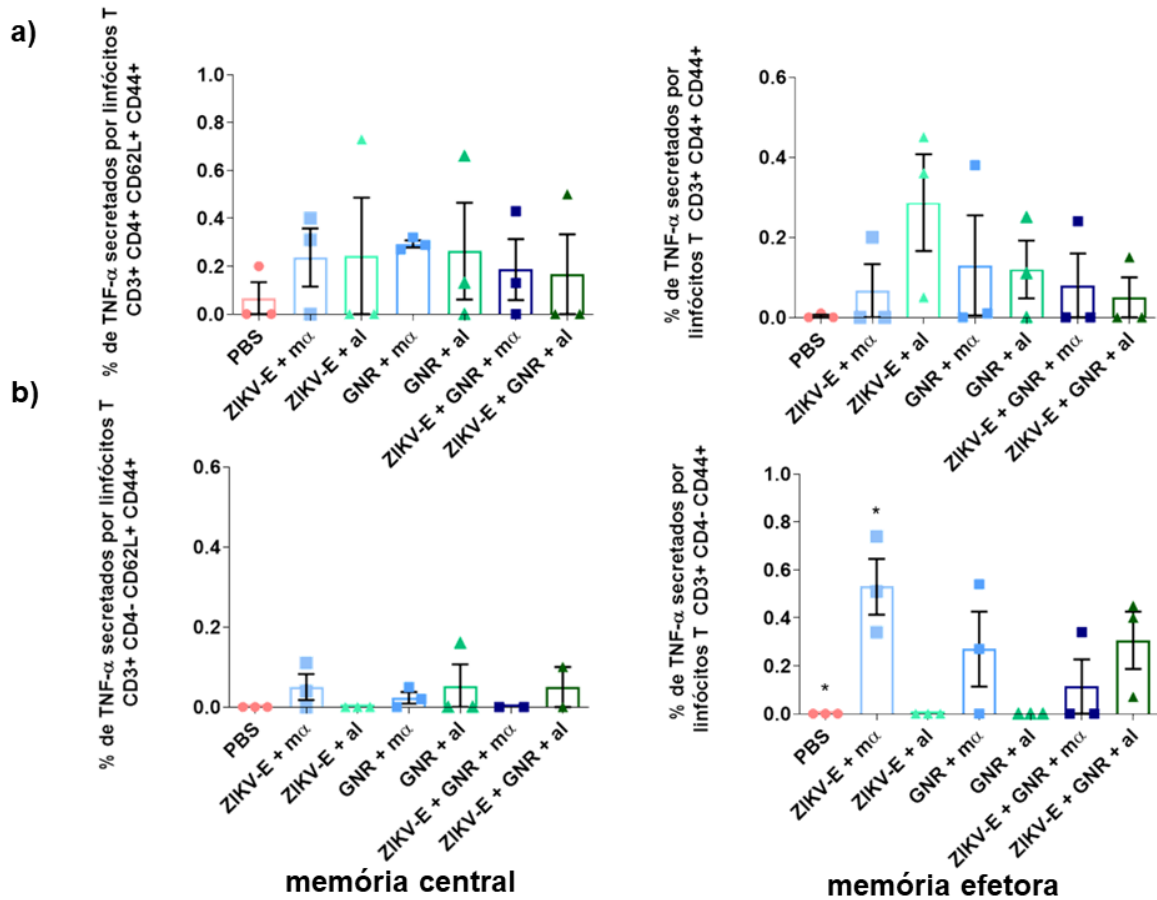 a)
% de TNF-α secretados por linfócitos T
CD3+ CD4+ CD62L+ CD44+
1.0
0.8
0.6
0.4
0.2
0.0
PBS
ZIKV-E + mα
ZIKV-E + al
GNR + mα
GNR + al
ZIKV-E + GNR + mα
ZIKV-E + GNR + al
% de TNF-α secretados por
linfócitos T CD3+ CD4+ CD44+
0.6
0.4
0.2
0.0
PBS
ZIKV-E + mα
ZIKV-E + al
GNR + mα
GNR + al
ZIKV-E + GNR + mα
ZIKV-E + GNR + al
b)
% de TNF-α secretados por linfócitos T
CD3+ CD4- CD62L+ CD44+
0.6
0.4
0.2
0.0
PBS
ZIKV-E + mα
ZIKV-E + al
GNR + mα
GNR + al
ZIKV-E + GNR + mα
ZIKV-E + GNR + al
memória central
% de TNF-α secretados por
linfócitos T CD3+ CD4- CD44+
1.0
0.8
0.6
0.4
0.2
0.0
*
*
PBS
ZIKV-E + mα
ZIKV-E + al
GNR + mα
GNR + al
ZIKV-E + GNR + mα
ZIKV-E + GNR + al
memória efetora